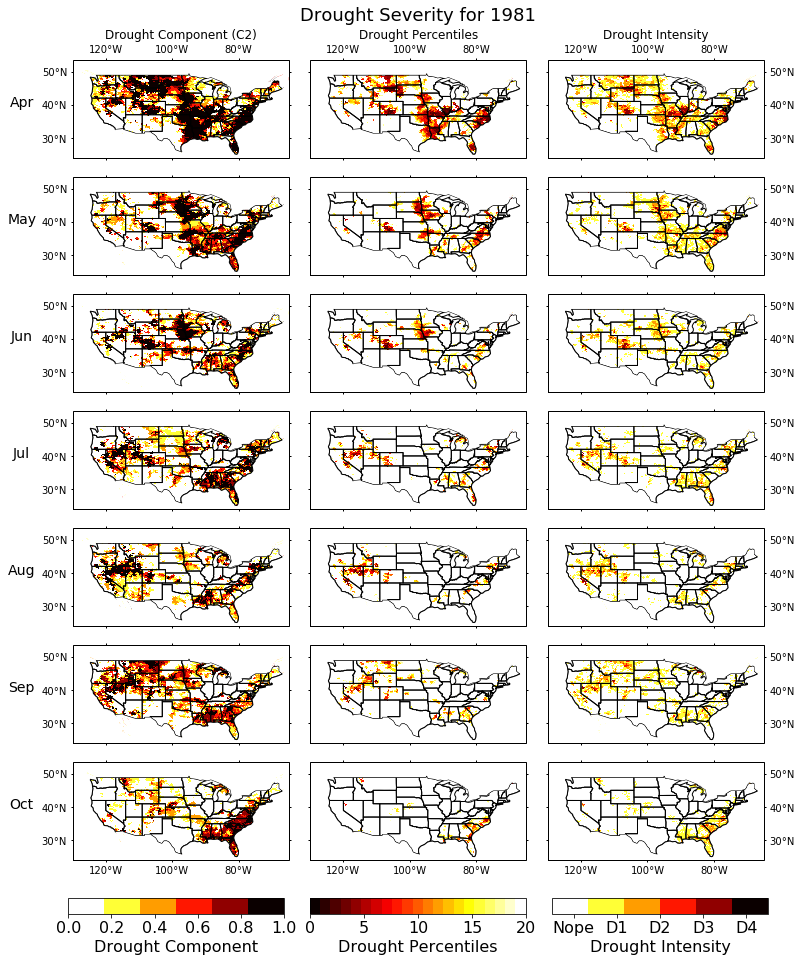 Drought Severity for 1981
Drought Component (C2) Drought Percentiles Drought Intensity
120°W 100°W 80°W 120°W 100°W 80°W 120°W 100°W 80°W
50°N 50°N
Apr 40°N 40°N
30°N 30°N
50°N 50°N
May 40°N 40°N
30°N 30°N
50°N 50°N
Jun 40°N 40°N
30°N 30°N
50°N 50°N
Jul 40°N 40°N
30°N 30°N
50°N 50°N
Aug 40°N 40°N
30°N 30°N
50°N 50°N
Sep 40°N 40°N
30°N 30°N
50°N 50°N
Oct 40°N 40°N
30°N 30°N
120°W 100°W 80°W 120°W 100°W 80°W 120°W 100°W 80°W
0.0 0.2 0.4 0.6 0.8 1.0 0 5 10 15 20 Nope D1 D2 D3 D4
Drought Component Drought Percentiles Drought Intensity